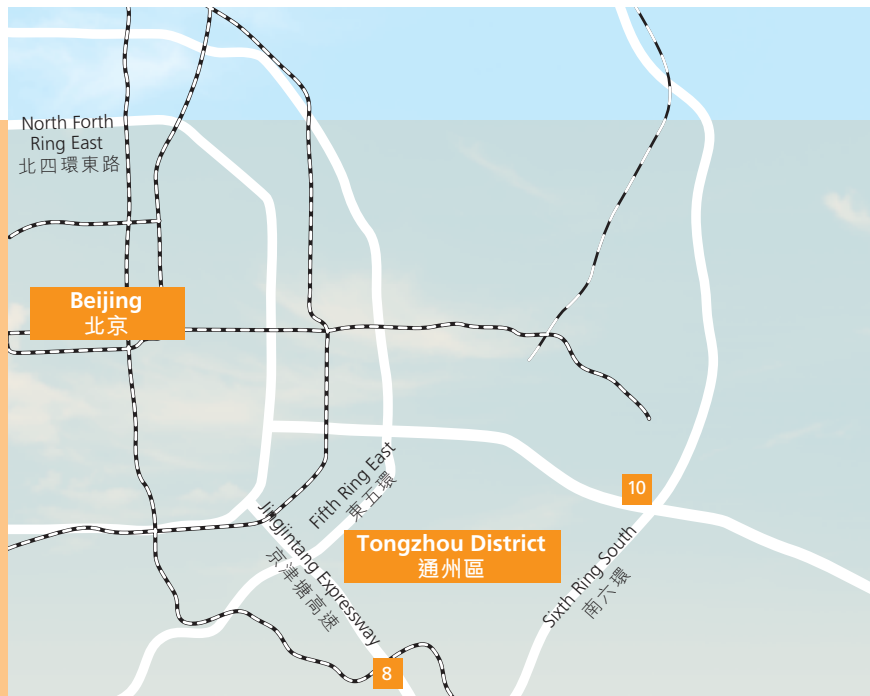 North Forth
Ring East
北四環東路
Beijing
北京
Fifth Ring East
東五環
10
Jingjintang Expressway
京津塘高速
Tongzhou District
通州區
Sixth Ring South
南六環
8